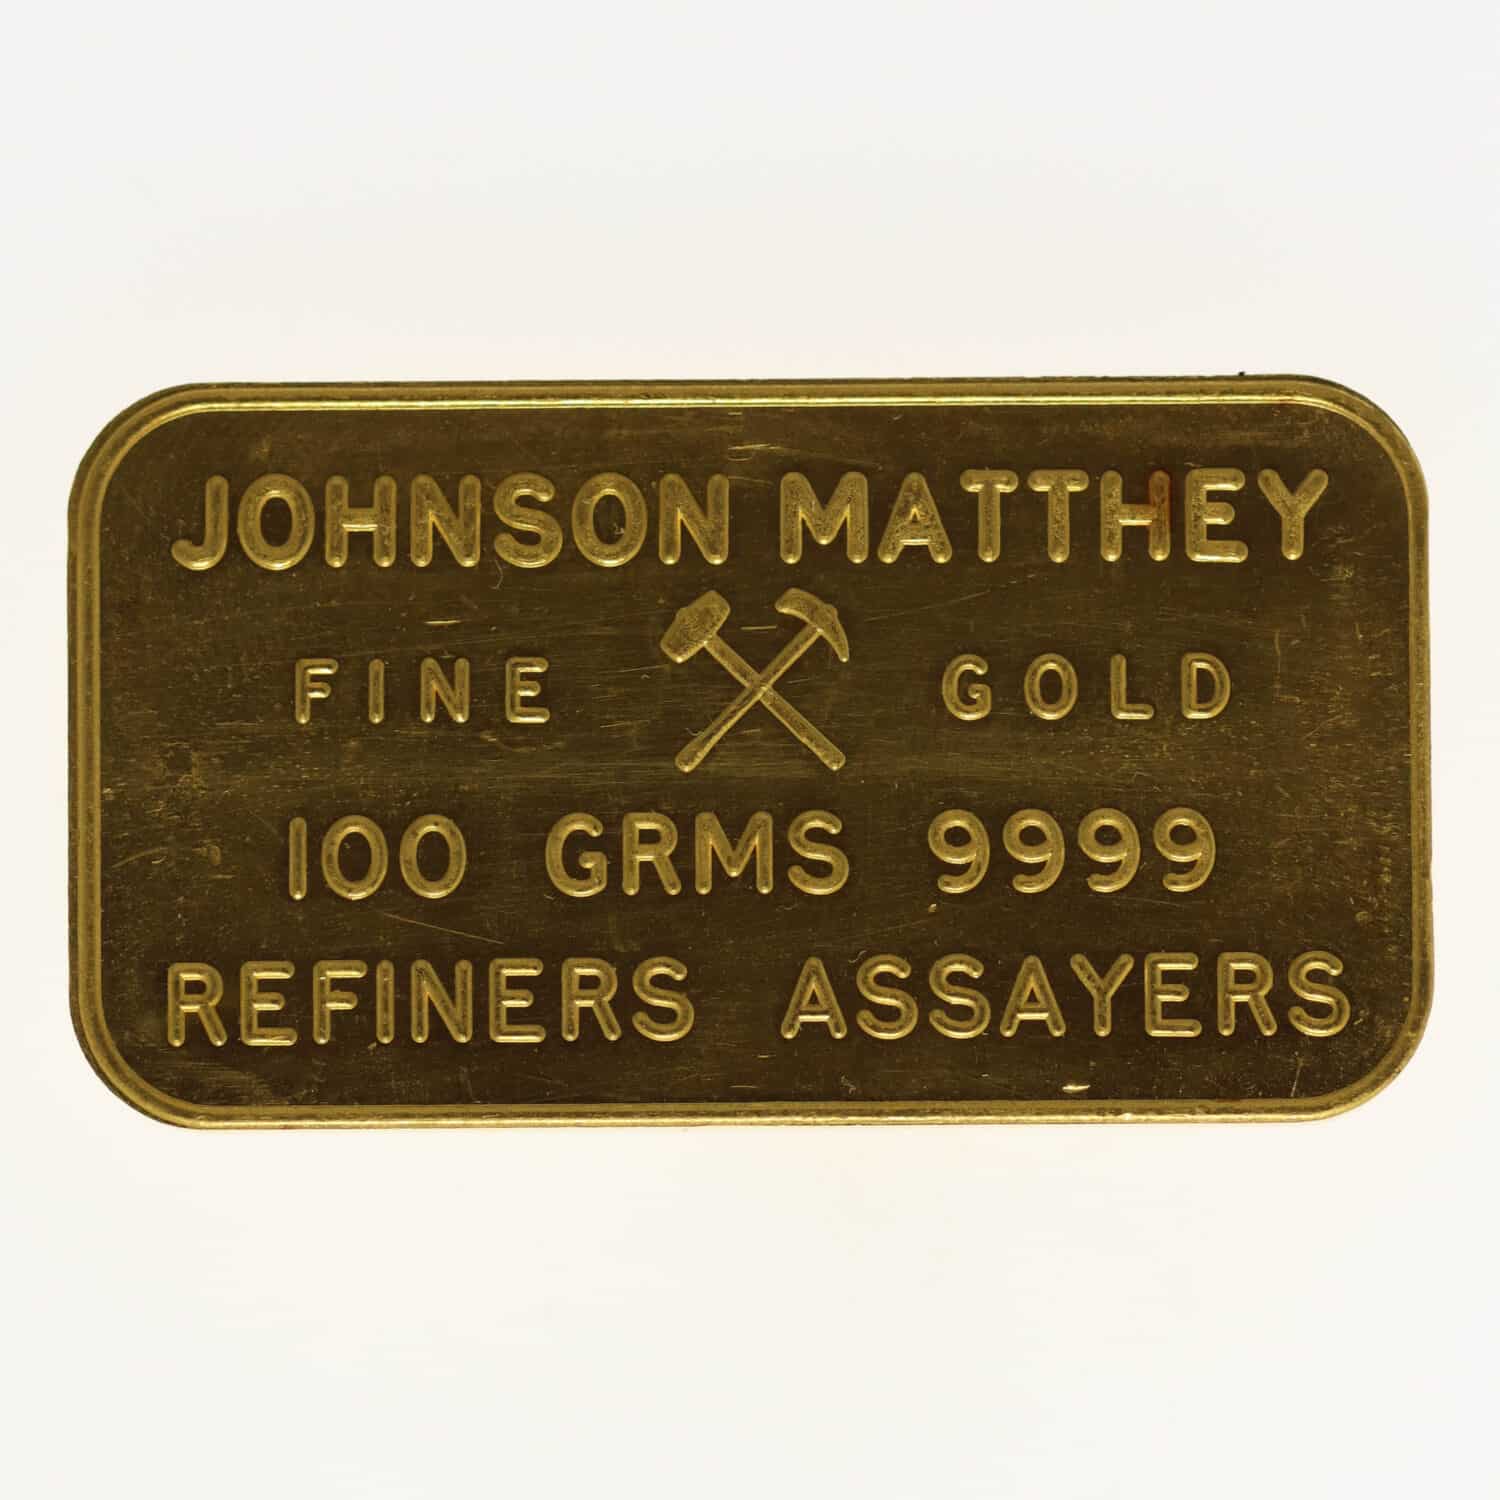 JOHNSON MATTHEY
FINE GOLD
100 GRMS 9999
REFINERS ASSAYERS